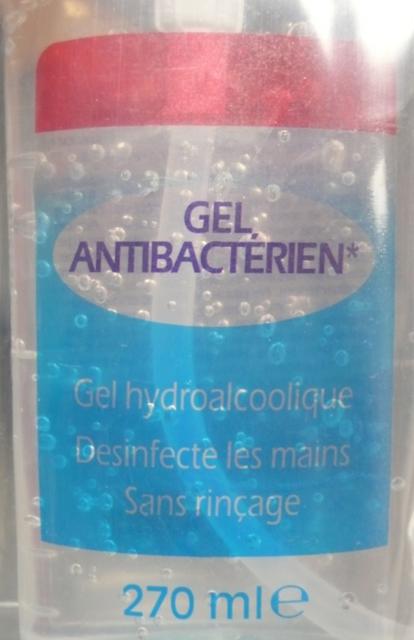 GEL
ANTIBACTÉRIEN*
Gel hydroalcoolique
Desinfecte les mains
Sans rinçage
270 ml e